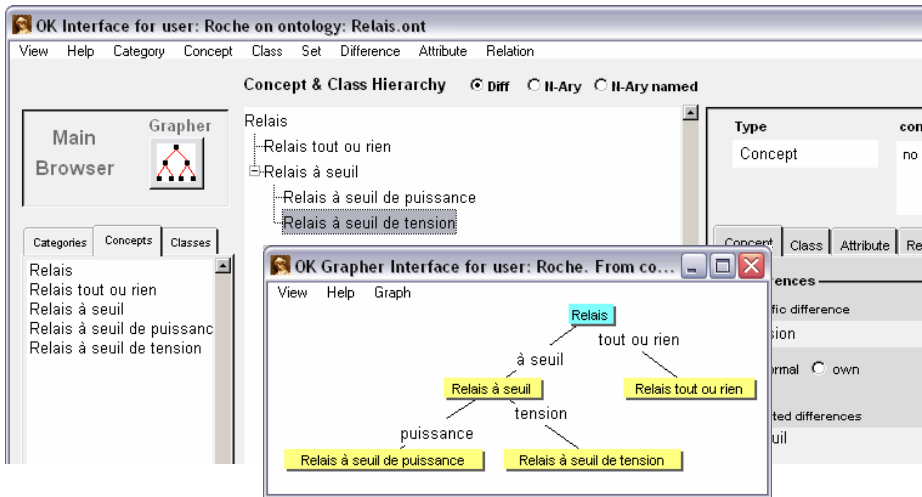 OK Interface for user: Roche on ontology: Relais.ont
View Help Category Concept Class Set Difference Attribute Relation
Concept & Class Hierarchy Diff N-Ary N-Ary named
Main Browser
Grapher
Categories Concepts Classes
Relais
Relais tout ou rien
Relais à seuil
Relais à seuil de puissanc
Relais à seuil de tension
Relais
Relais tout ou rien
Relais à seuil
Relais à seuil de puissance
Relais à seuil de tension
Type con
Concept no
Concept Class Attribute Re
rences
fic difference
sion
rmal own
ted differences
uil
OK Grapher Interface for user: Roche. From co...
View Help Graph
Relais
tout ou rien
à seuil
Relais à seuil Relais tout ou rien
tension
puissance
Relais à seuil de puissance Relais à seuil de tension